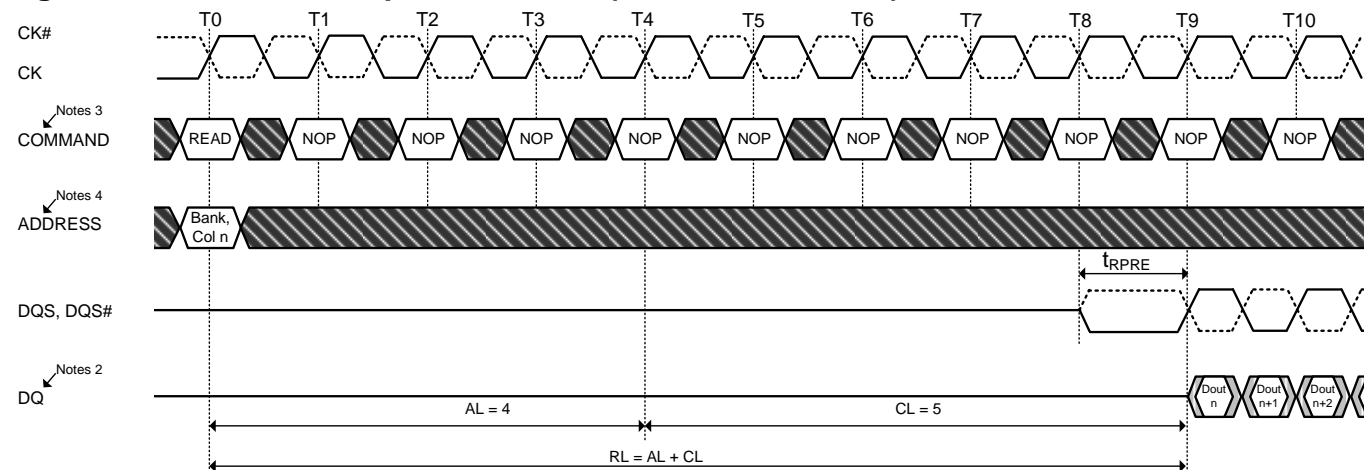 T0 T1 T2 T3 T4 T5 T6 T7 T8 T9 T10
CK#
CK
Notes 3
COMMAND
READ NOP NOP NOP NOP NOP NOP NOP NOP NOP NOP
Notes 4
ADDRESS
Bank,
Col n
tRPRE
DQS, DQS#
Notes 2
DQ
Dout
n
Dout
n+1
Dout
n+2
AL = 4
CL = 5
RL = AL + CL